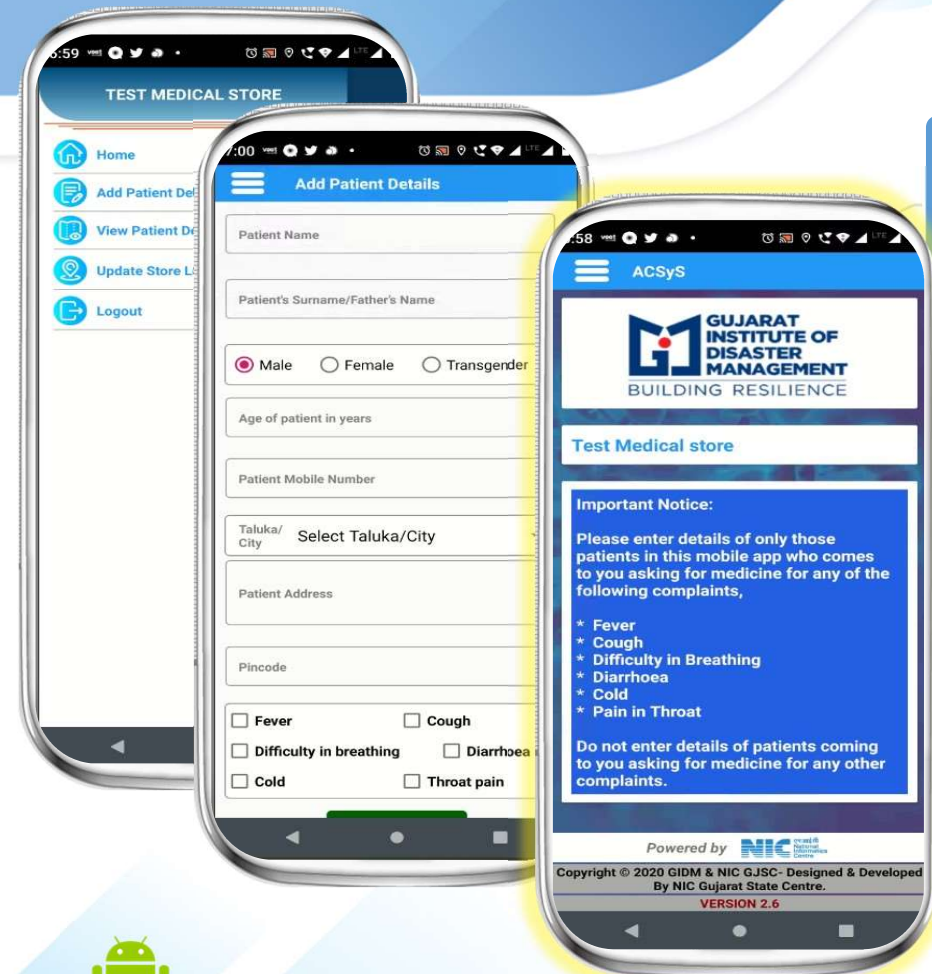 :59
LTE
TEST MEDICAL STORE
Home
Add Patient De
View Patient De
Update Store L
Logout
7:00
LTE
Add Patient Details
Patient Name
Patient's Surname/Father's Name
Male Female Transgender
Age of patient in years
Patient Mobile Number
Taluka/
City
Select Taluka/City
Patient Address
Pincode
Fever Cough
Difficulty in breathing Diarrhoea
Cold Throat pain
:58
LTE
ACSyS
GUJARAT
INSTITUTE OF
DISASTER
MANAGEMENT
BUILDING RESILIENCE
Test Medical store
Important Notice:
Please enter details of only those
patients in this mobile app who comes
to you asking for medicine for any of the
following complaints,
* Fever
* Cough
* Difficulty in Breathing
* Diarrhoea
* Cold
* Pain in Throat
Do not enter details of patients coming
to you asking for medicine for any other
complaints.
Powered by NIC
National
Informatics
Centre
Copyright © 2020 GIDM & NIC GJSC- Designed & Developed
By NIC Gujarat State Centre.
VERSION 2.6